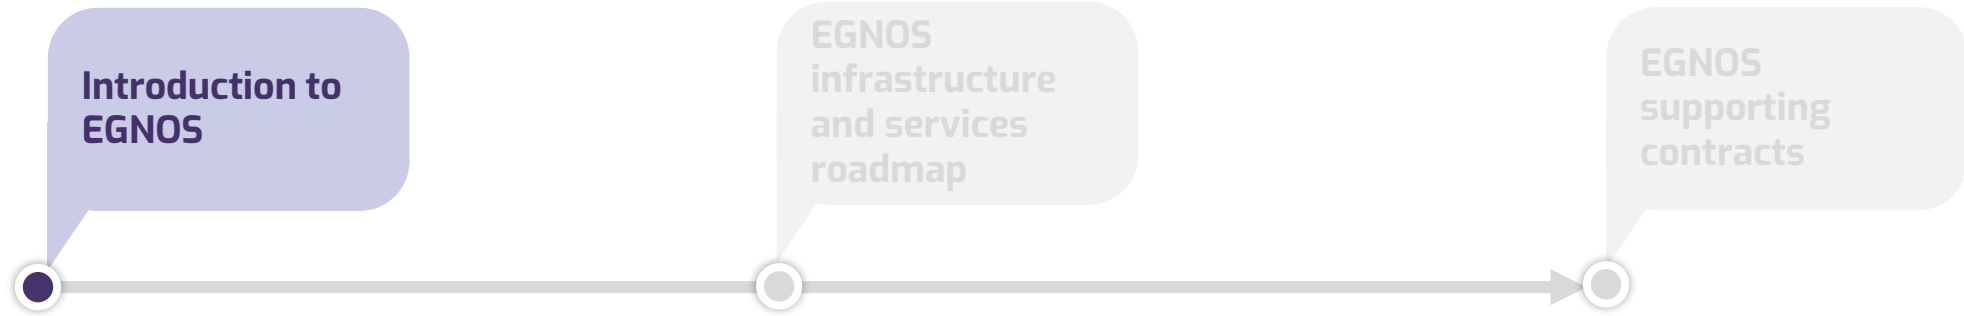 Introduction to
EGNOS
EGNOS
infrastructure
and services
roadmap
EGNOS
supporting
contracts